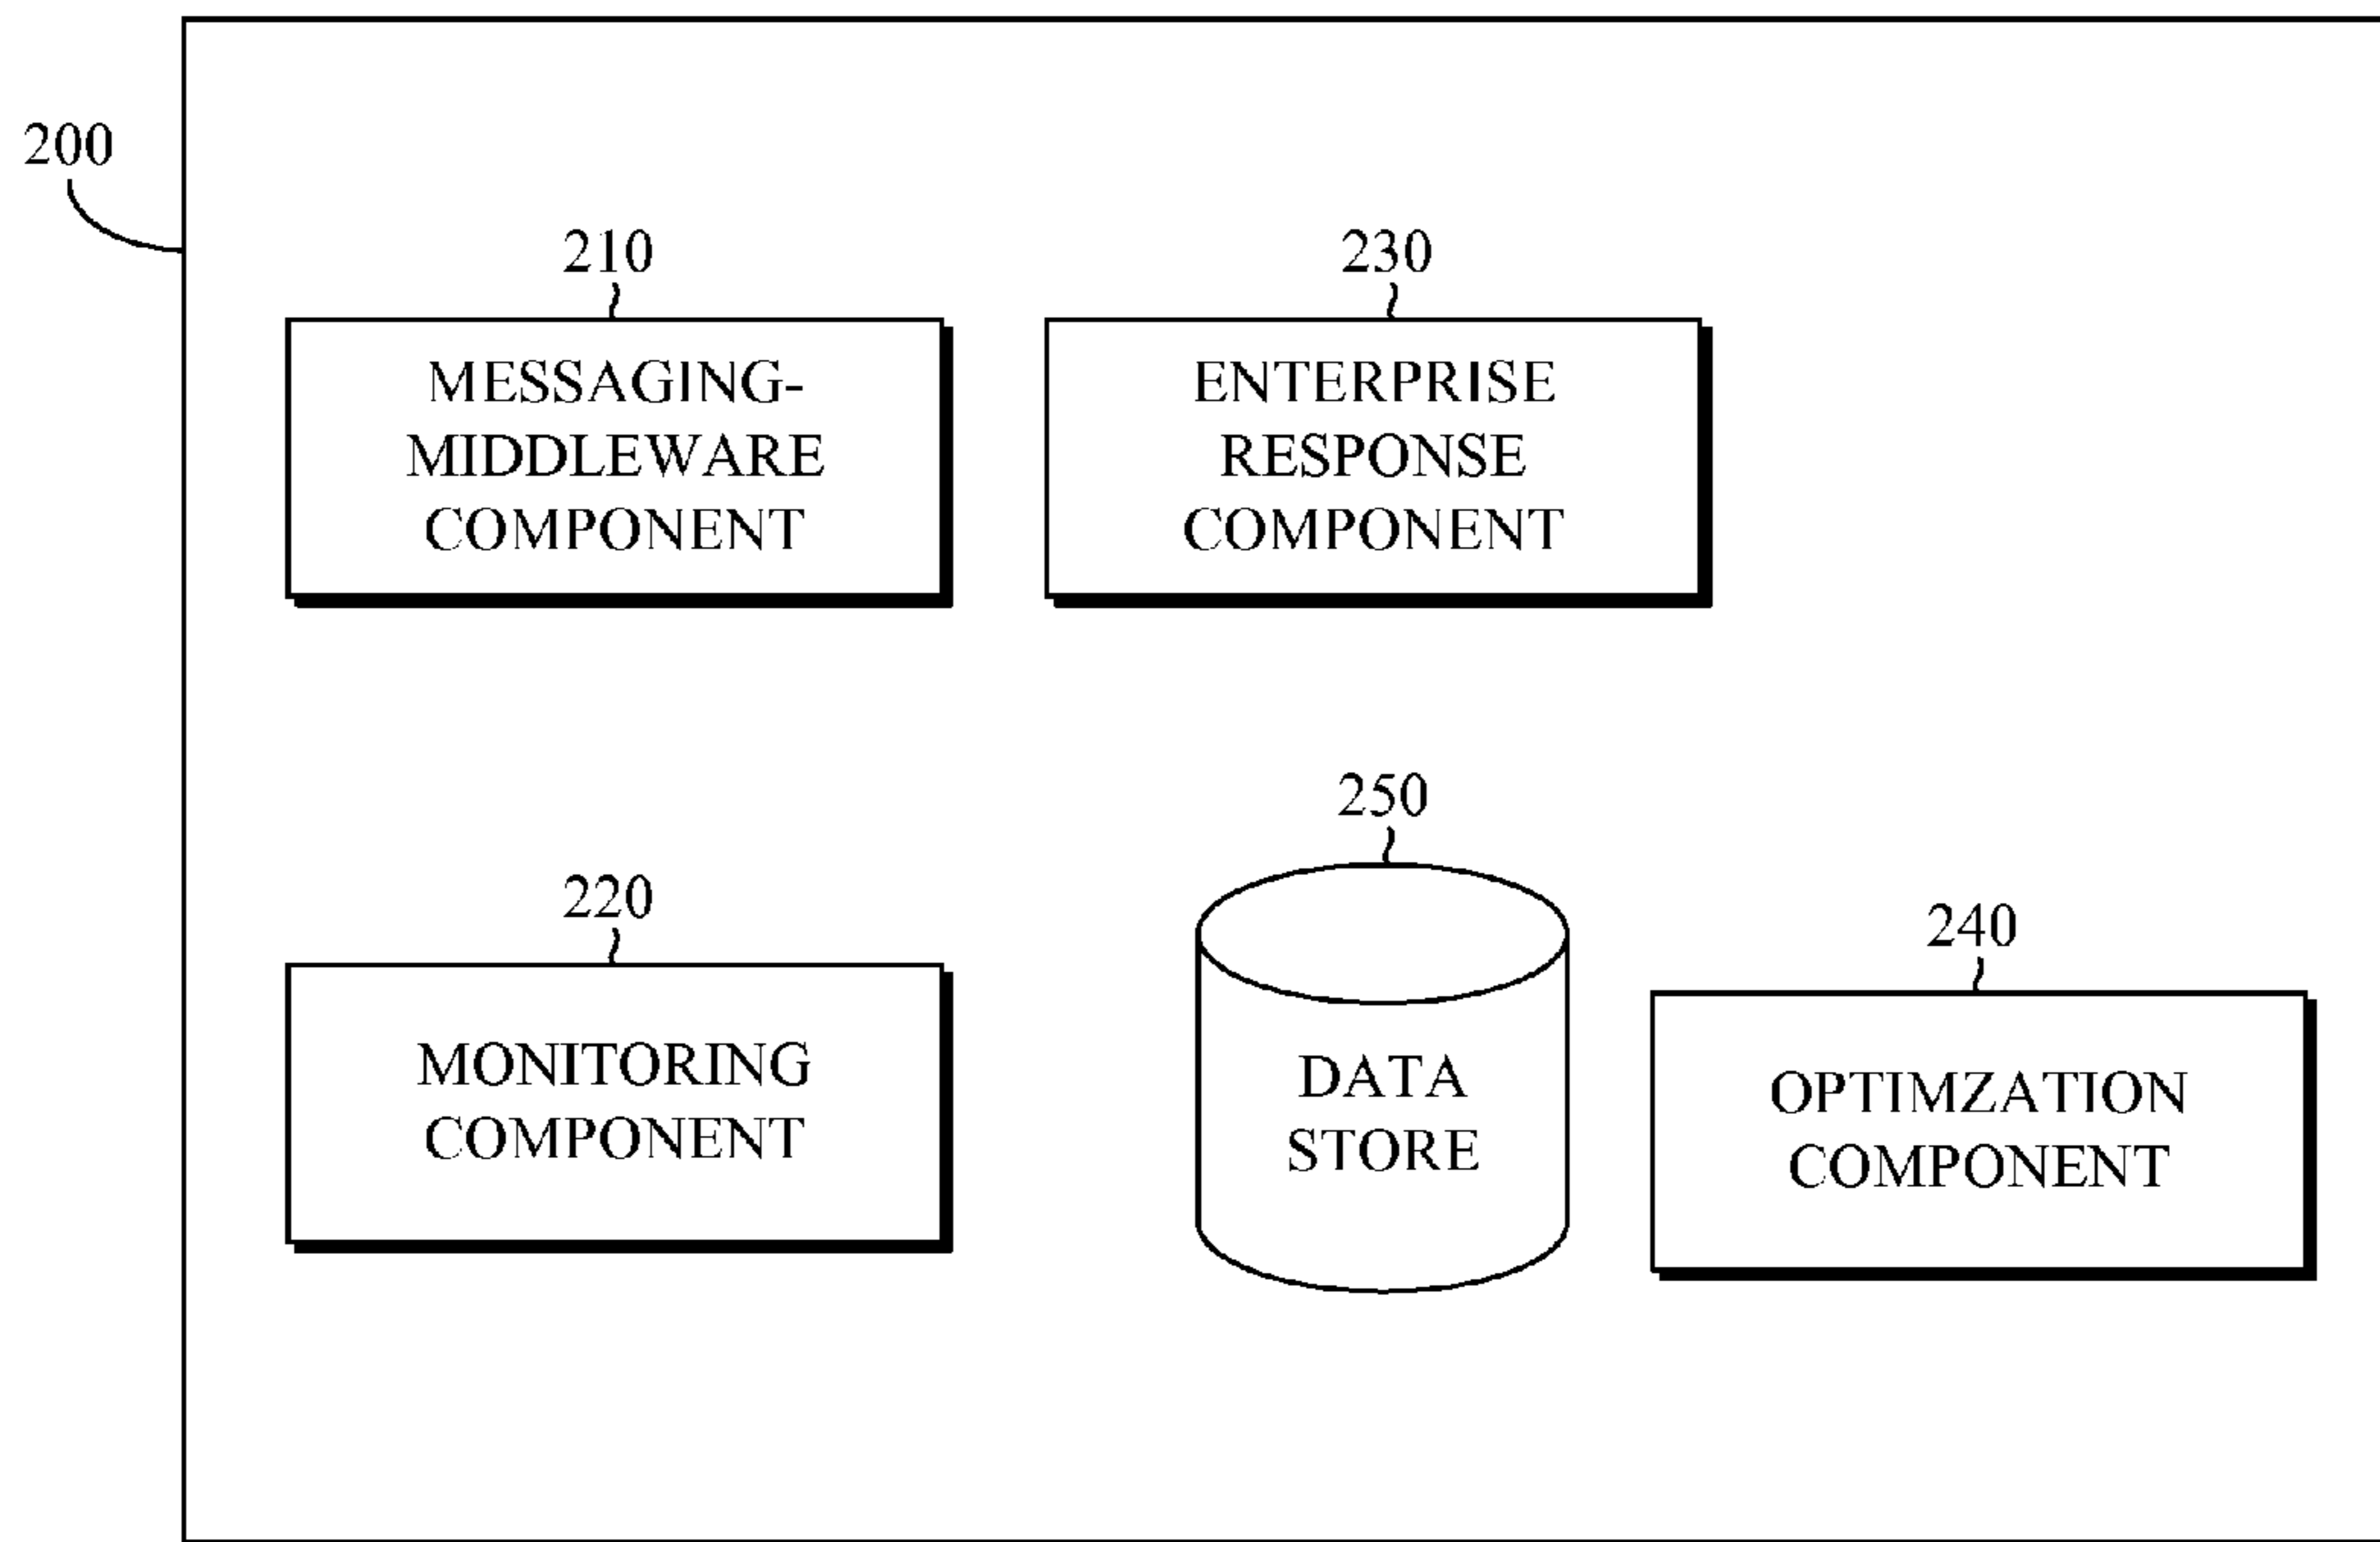 200
210
MESSAGING-
MIDDLEWARE
COMPONENT
230
ENTERPRISE
RESPONSE
COMPONENT
220
MONITORING
COMPONENT
250
DATA
STORE
240
OPTIMZATION
COMPONENT